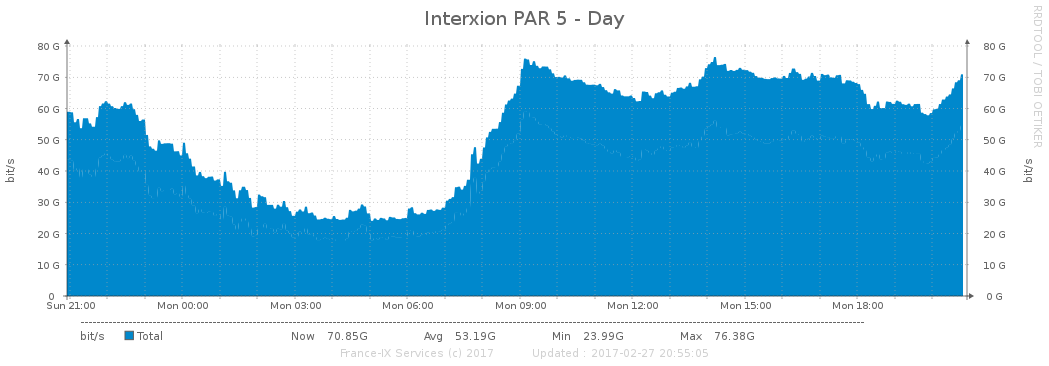 Interxion PAR 5 - Day
RRDTOOL / TOBI OETIKER
80 G 80 G
70 G 70 G
60 G 60 G
50 G 50 G
40 G 40 G
30 G 30 G
20 G 20 G
10 G 10 G
0 0 G
bit/s
bit/s
Sun 21:00 Mon 00:00 Mon 03:00 Mon 06:00 Mon 09:00 Mon 12:00 Mon 15:00 Mon 18:00
bit/s Total Now 70.85G Avg 53.19G Min 23.99G Max 76.38G
France-IX Services (c) 2017 Updated : 2017-02-27 20:55:05